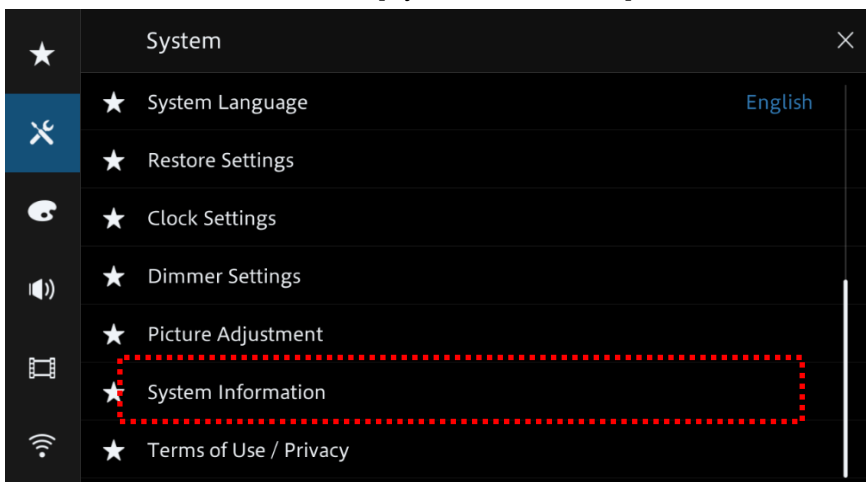 System
System Language English
Restore Settings
Clock Settings
Dimmer Settings
Picture Adjustment
System Information
Terms of Use / Privacy